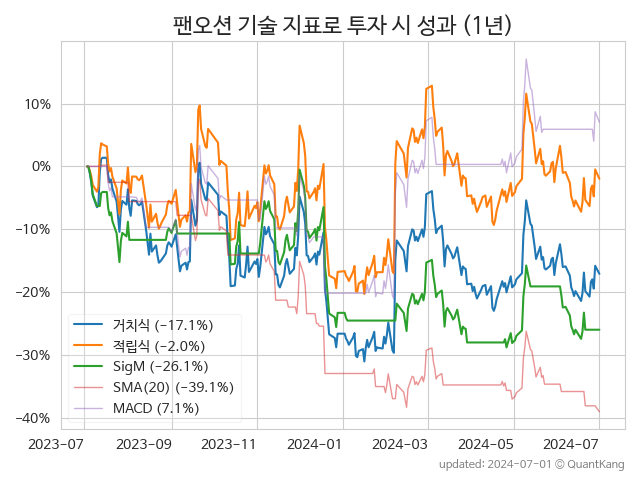 팬오션 기술 지표로 투자 시 성과 (1년)
10%
0%
−10%
−20%
−30%
−40%
거치식 (−17.1%)
적립식 (−2.0%)
SigM (−26.1%)
SMA(20) (−39.1%)
MACD (7.1%)
2023−07
2023−09
2023−11
2024−01
2024−03
2024−05
2024−07
updated: 2024-07-01 © QuantKang